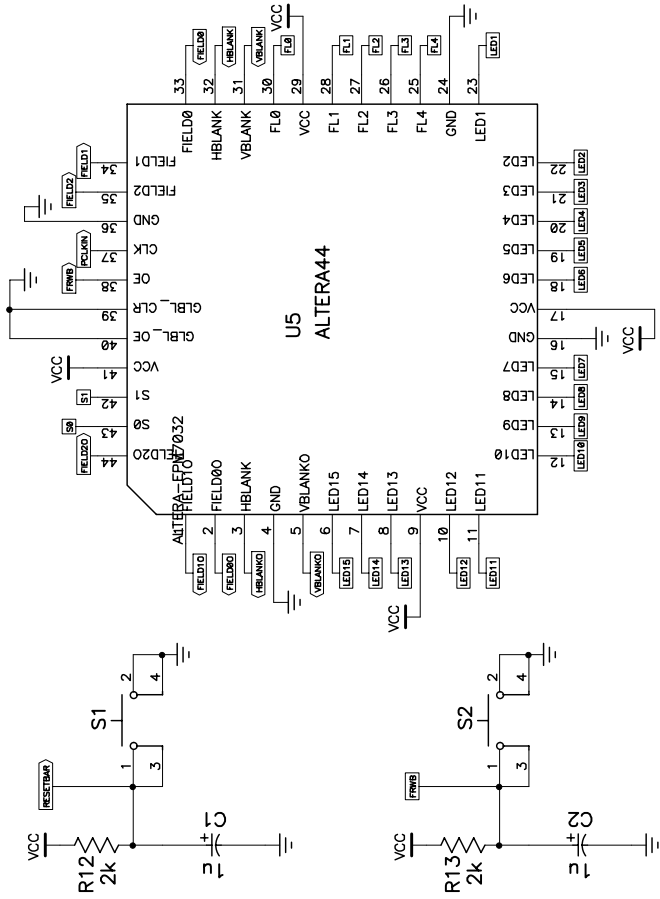 VCC
33
32
31
30
29
28
27
26
25
24
23
FIELD0
HBLANK
VBLANK
FL0
FL1
FL2
FL3
FL4
LED1
FIELD0
HBLANK
VBLANK
FL0
VCC
FL1
FL2
FL3
FL4
GND
LED1
FIELD1
34
FIELD1
FIELD2
35
FIELD2
36
GND
PCLKIN
37
CLK
FRWB
38
OE
39
GLBL_CLR
40
GLBL_OE
VCC
41
VCC
S1
42
S1
S0
43
S0
FIELD2O
44
FIELD2O
U5
ALTERA44
ALTERA-EPM7032
LED2
22
LED2
LED3
21
LED3
LED4
20
LED4
LED5
19
LED5
LED6
18
LED6
VCC
17
VCC
GND
16
LED7
15
LED7
LED8
14
LED8
LED9
13
LED9
LED10
12
LED10
FIELD1O
FIELD0O
HBLANK
GND
VBLANKO
LED15
LED14
LED13
VCC
LED12
LED11
1
2
3
4
5
6
7
8
9
10
11
FIELD1O
FIELD0O
HBLANKO
VBLANKO
LED15
LED14
LED13
VCC
LED12
LED11
S1
2
4
1
3
RESETBAR
VCC
R12
2k
C1
1u
S2
2
4
1
3
FRWB
VCC
R13
2k
C2
1u